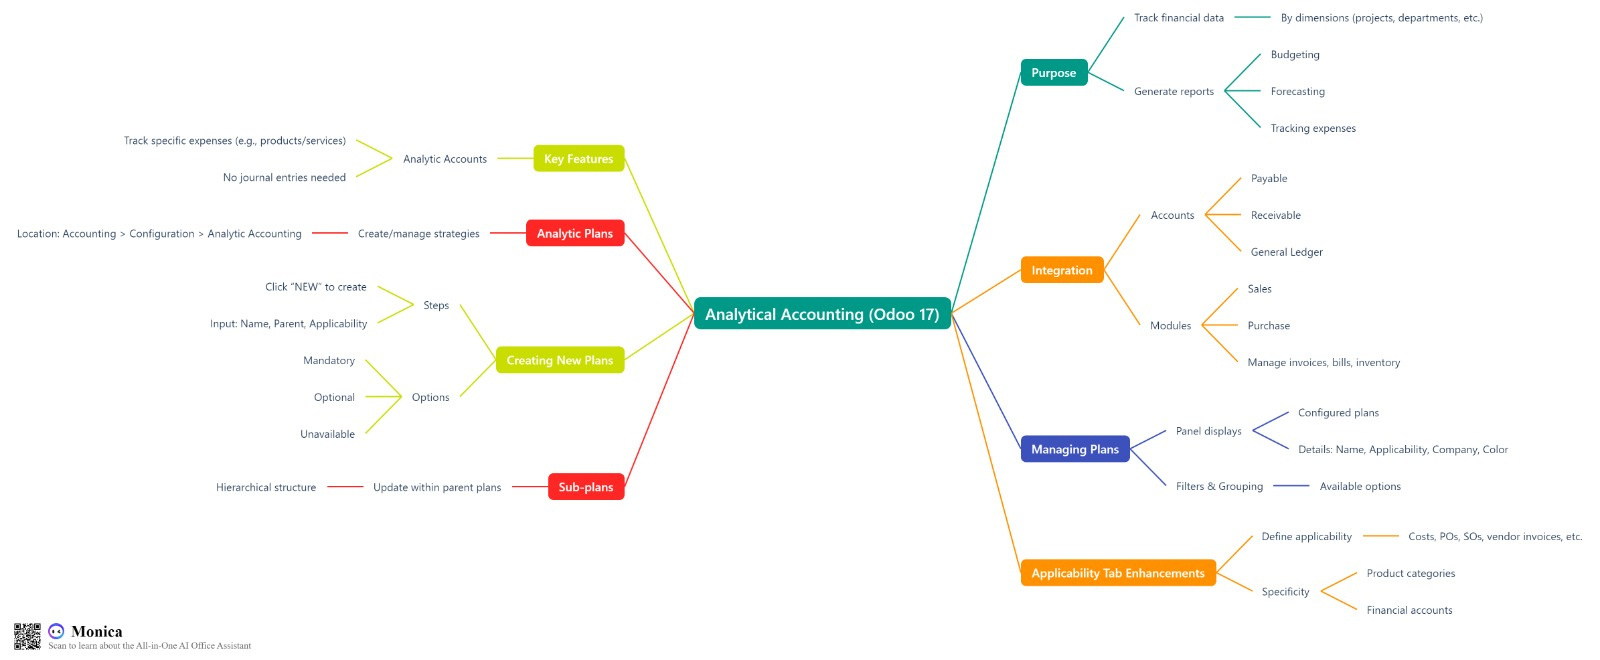 Analytical Accounting (Odoo 17)
Purpose
Track financial data
By dimensions (projects, departments, etc.)
Generate reports
Budgeting
Forecasting
Tracking expenses
Integration
Accounts
Payable
Receivable
General Ledger
Modules
Sales
Purchase
Manage invoices, bills, inventory
Managing Plans
Panel displays
Configured plans
Details: Name, Applicability, Company, Color
Filters & Grouping
Available options
Applicability Tab Enhancements
Define applicability
Costs, POs, SOs, vendor invoices, etc.
Specificity
Product categories
Financial accounts
Key Features
Analytic Accounts
Track specific expenses (e.g., products/services)
No journal entries needed
Analytic Plans
Create/manage strategies
Location: Accounting > Configuration > Analytic Accounting
Creating New Plans
Steps
Click "NEW" to create
Input: Name, Parent, Applicability
Options
Mandatory
Optional
Unavailable
Sub-plans
Update within parent plans
Hierarchical structure
Monica
Scan to learn about the All-in-One AI Office Assistant